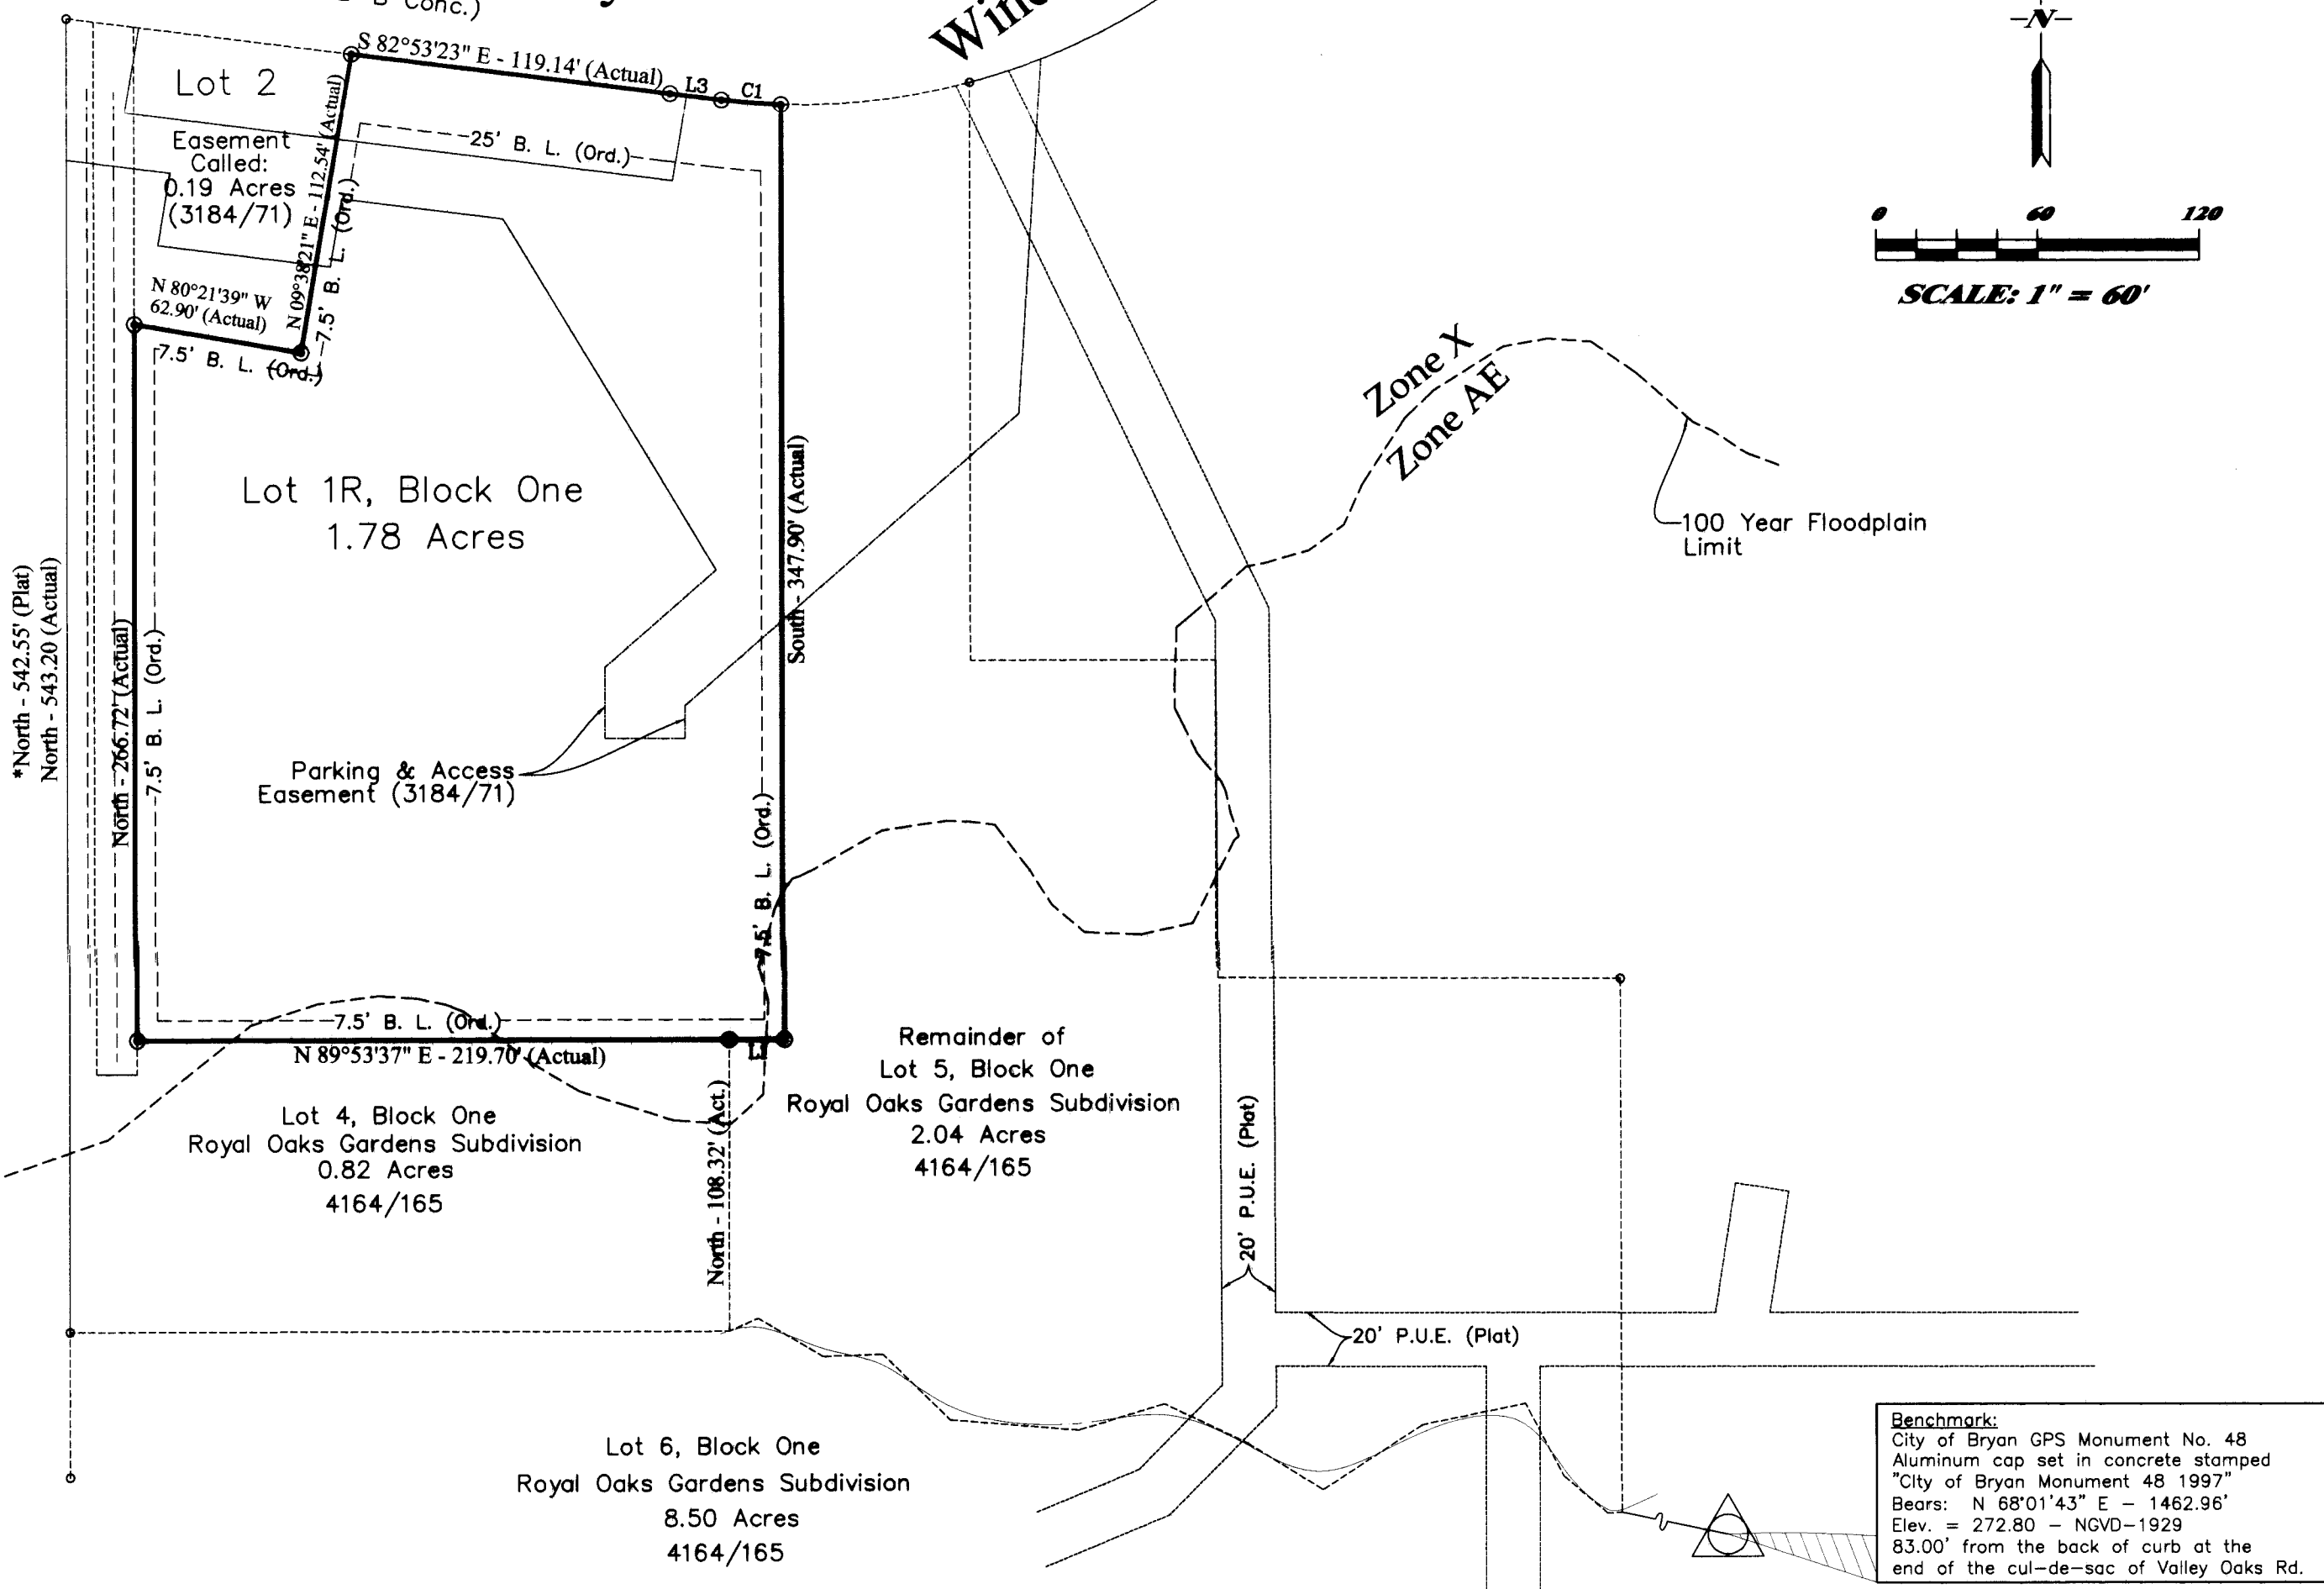 B Conc.)
-N-
S 82°53'23" E - 119.14' (Actual)
L3
C1
Lot 2
25' B. L. (Ord.)
Easement
Called:
0.19 Acres
(3184/71)
N 09°38'21" E - 112.54' (Actual)
7.5' B. L. (Ord.)
0 60 120
SCALE: 1" = 60'
N 80°21'39" W
62.90' (Actual)
7.5' B. L. (Ord.)
Zone X
Zone AE
Lot 1R, Block One
1.78 Acres
100 Year Floodplain
Limit
South - 347.90' (Actual)
*North - 542.55' (Plat)
North - 543.20 (Actual)
North - 266.72' (Actual)
7.5' B. L. (Ord.)
Parking & Access
Easement (3184/71)
7.5' B. L. (Ord.)
7.5' B. L. (Ord.)
N 89°53'37" E - 219.70' (Actual)
Remainder of
Lot 5, Block One
Royal Oaks Gardens Subdivision
2.04 Acres
4164/165
Lot 4, Block One
Royal Oaks Gardens Subdivision
0.82 Acres
4164/165
North - 108.32' (Act.)
20' P.U.E. (Plat)
20' P.U.E. (Plat)
Lot 6, Block One
Royal Oaks Gardens Subdivision
8.50 Acres
4164/165
Benchmark:
City of Bryan GPS Monument No. 48
Aluminum cap set in concrete stamped
"City of Bryan Monument 48 1997"
Bears: N 68°01'43" E - 1462.96'
Elev. = 272.80 - NGVD-1929
83.00' from the back of curb at the
end of the cul-de-sac of Valley Oaks Rd.